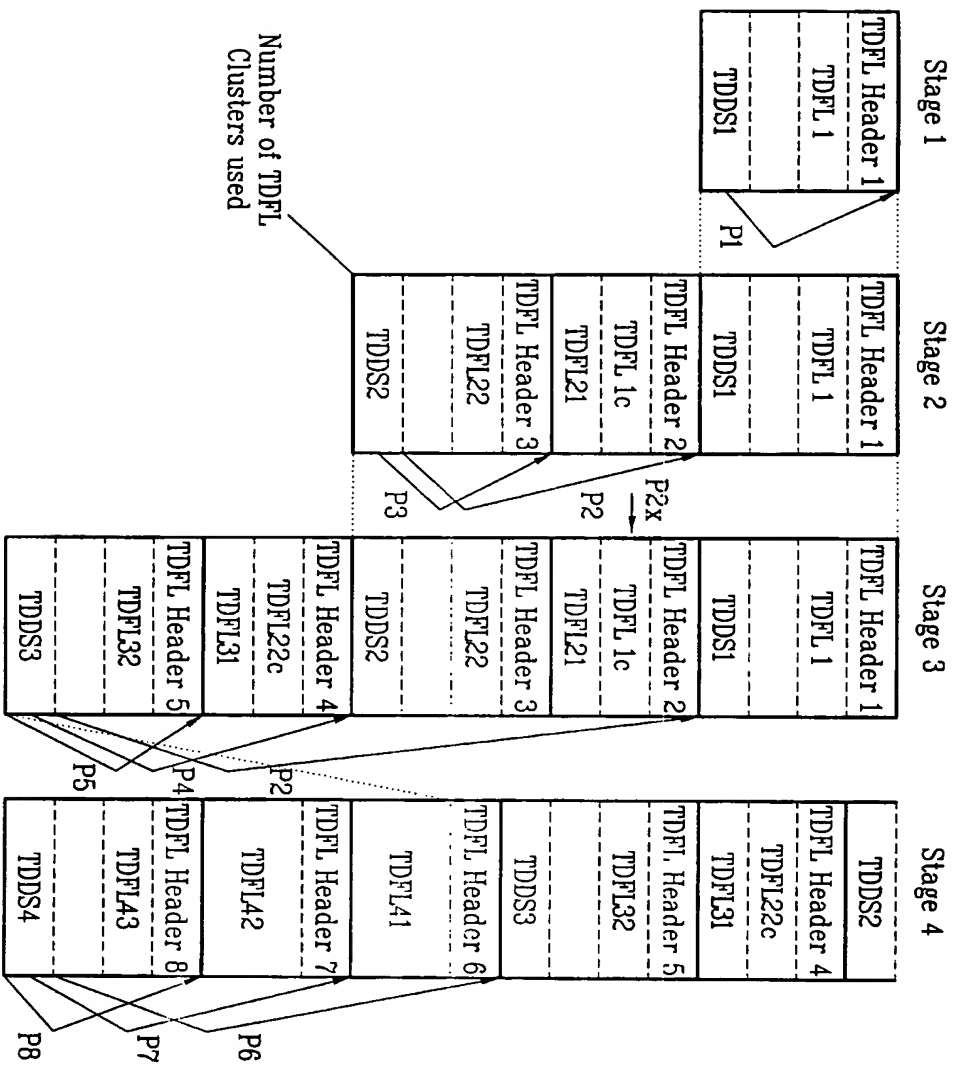 Stage 1
TDFL Header 1
TDFL 1
TDDS1
P1
Number of TDFL
Clusters used
Stage 2
TDFL Header 1
TDFL 1
TDDS1
TDFL Header 2
TDFL 1c
TDFL21
TDFL Header 3
TDFL22
TDDS2
P2x
P2
P3
Stage 3
TDFL Header 1
TDFL 1
TDDS1
TDFL Header 2
TDFL 1c
TDFL21
TDFL Header 3
TDFL22
TDDS2
TDFL Header 4
TDFL22c
TDFL31
TDFL Header 5
TDFL32
TDDS3
P2
P4
P5
Stage 4
TDDS2
TDFL Header 4
TDFL22c
TDFL31
TDFL Header 5
TDFL32
TDDS3
TDFL Header 6
TDFL41
TDFL Header 7
TDFL42
TDFL Header 8
TDFL43
TDDS4
P6
P7
P8